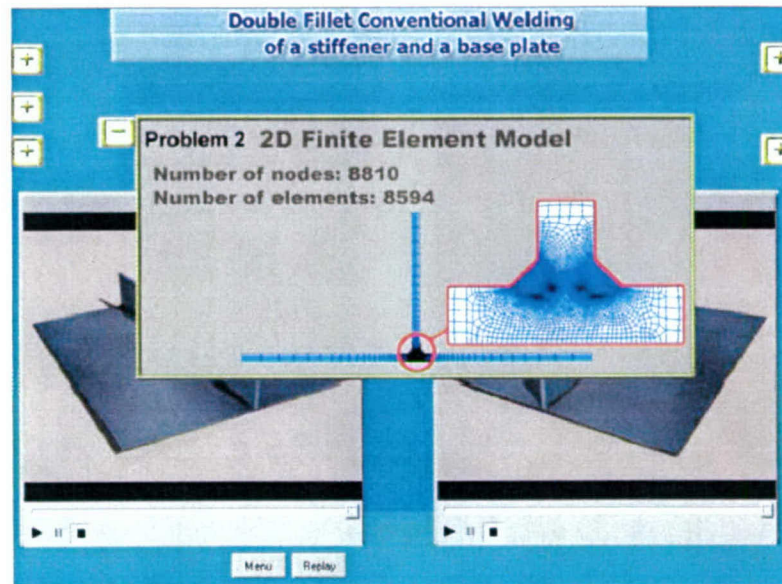 Double Fillet Conventional Welding
of a stiffener and a base plate
Problem 2 2D Finite Element Model
Number of nodes: 8810
Number of elements: 8594
Menu Replay